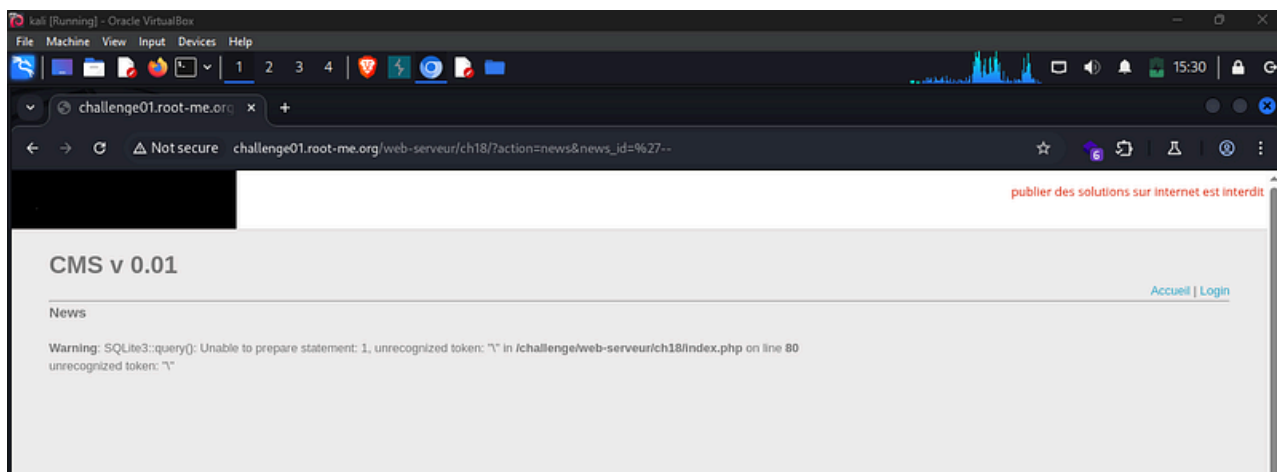 kali [Running] - Oracle VirtualBox
File Machine View Input Devices Help
1 2 3 4 15:30
challenge01.root-me.org
Not secure challenge01.root-me.org/web-serveur/ch18/?action=news&news_id=%27--
6
publier des solutions sur internet est interdit
CMS v 0.01
Accueil | Login
News
Warning: SQLite3::query(): Unable to prepare statement: 1, unrecognized token: "\" in /challenge/web-serveur/ch18/index.php on line 80
unrecognized token: "\"